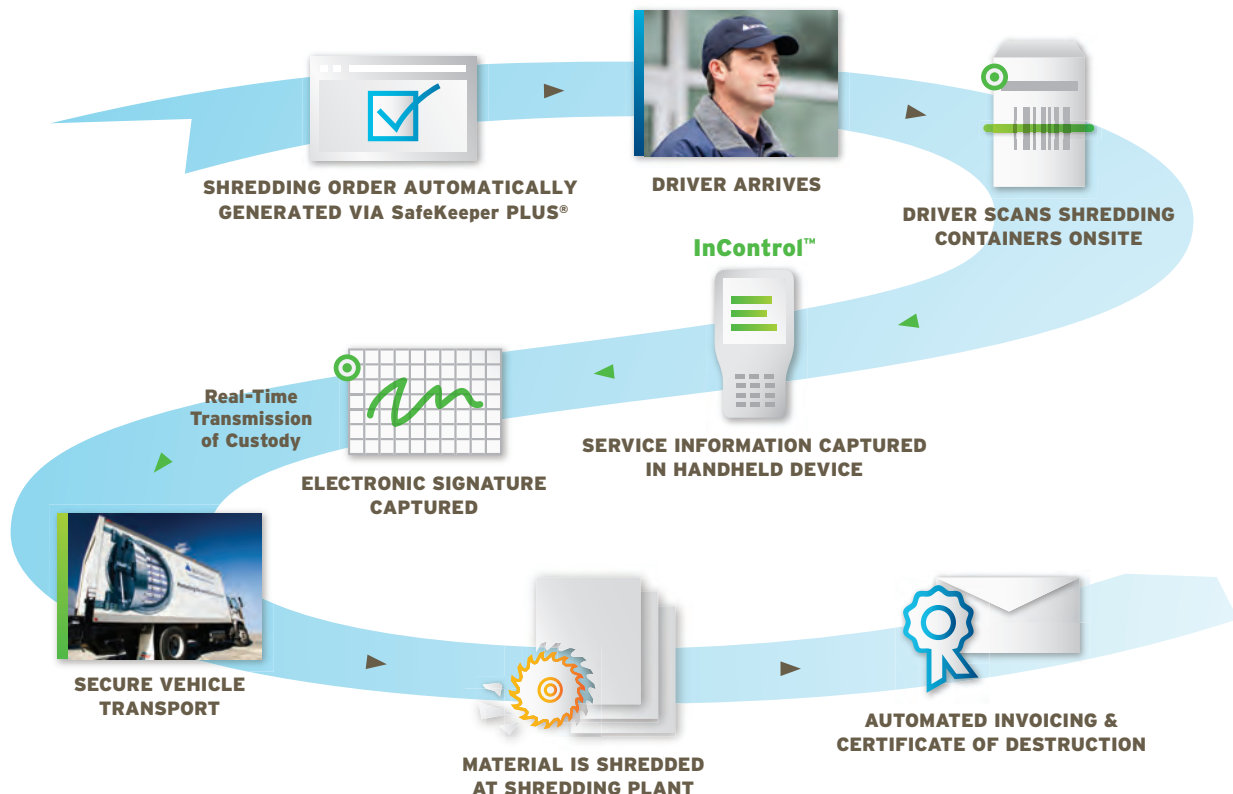 SHREDDING ORDER AUTOMATICALLY
GENERATED VIA SafeKeeper PLUS®
DRIVER ARRIVES
DRIVER SCANS SHREDDING
CONTAINERS ONSITE
InControl™
SERVICE INFORMATION CAPTURED
IN HANDHELD DEVICE
Real-Time
Transmission
of Custody
ELECTRONIC SIGNATURE
CAPTURED
SECURE VEHICLE
TRANSPORT
MATERIAL IS SHREDDED
AT SHREDDING PLANT
AUTOMATED INVOICING &
CERTIFICATE OF DESTRUCTION